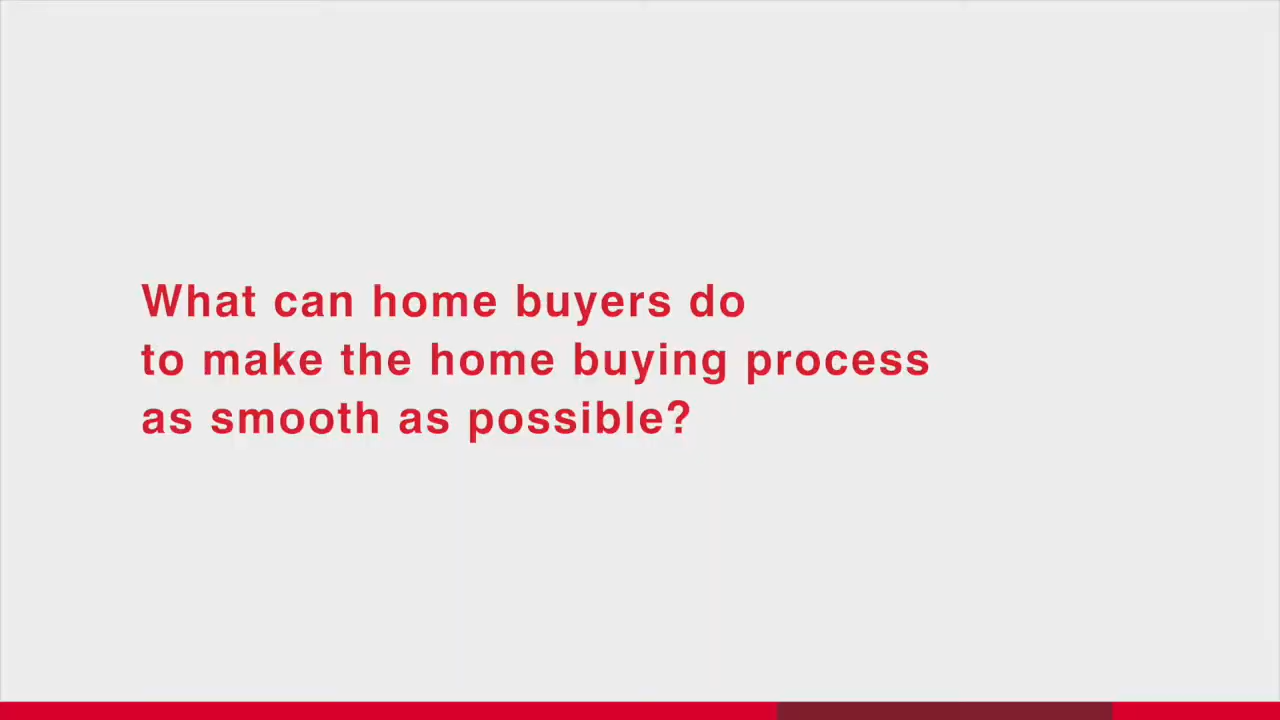 What can home buyers do
to make the home buying process
as smooth as possible?